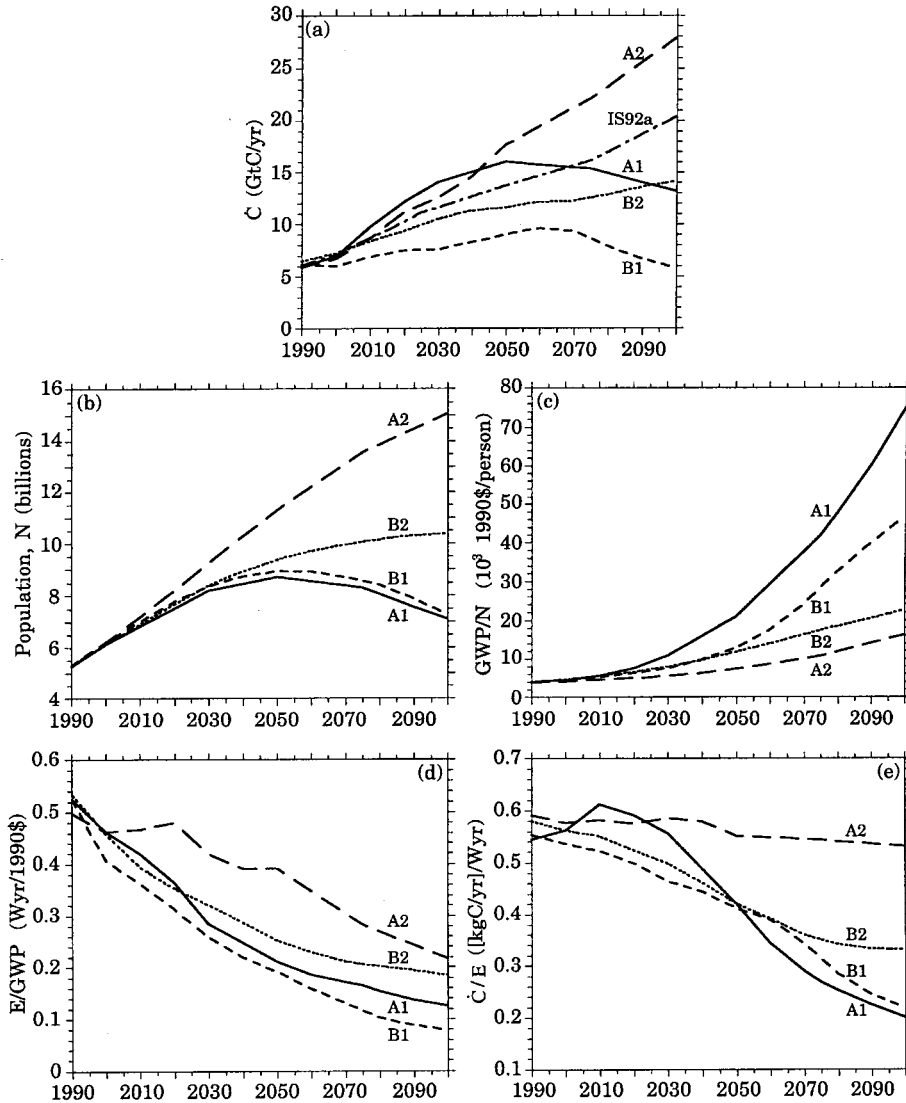 (a)
30
25
20
15
10
5
0
Ċ (GtC/yr)
A2
IS92a
A1
B2
B1
1990 2010 2030 2050 2070 2090
(b)
16
14
12
10
8
6
4
Population, N (billions)
A2
B2
B1
A1
1990 2010 2030 2050 2070 2090
(c)
80
70
60
50
40
30
20
10
0
GWP/N (10³ 1990$/person)
A1
B1
B2
A2
1990 2010 2030 2050 2070 2090
(d)
0.6
0.5
0.4
0.3
0.2
0.1
0
E/GWP (Wyr/1990$)
A2
B2
A1
B1
1990 2010 2030 2050 2070 2090
(e)
0.7
0.6
0.5
0.4
0.3
0.2
0.1
Ċ/E ([kgC/yr]/Wyr)
A2
B2
B1
A1
1990 2010 2030 2050 2070 2090